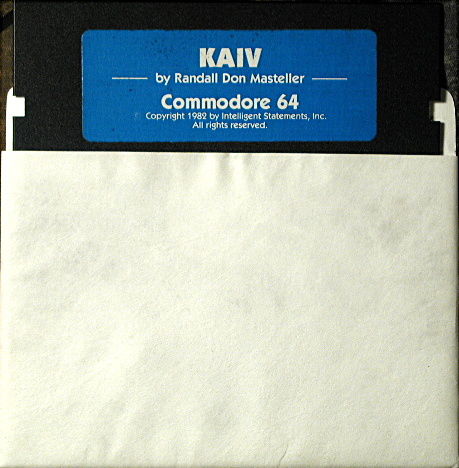 KAIV
by Randall Don Masteller
Commodore 64
© Copyright 1982 by Intelligent Statements, Inc.
All rights reserved.